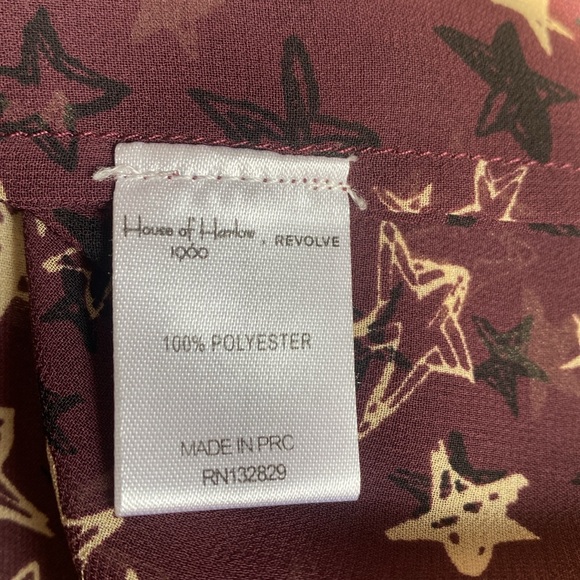 House of Harlow . REVOLVE
1960
100% POLYESTER
MADE IN PRC
RN132829